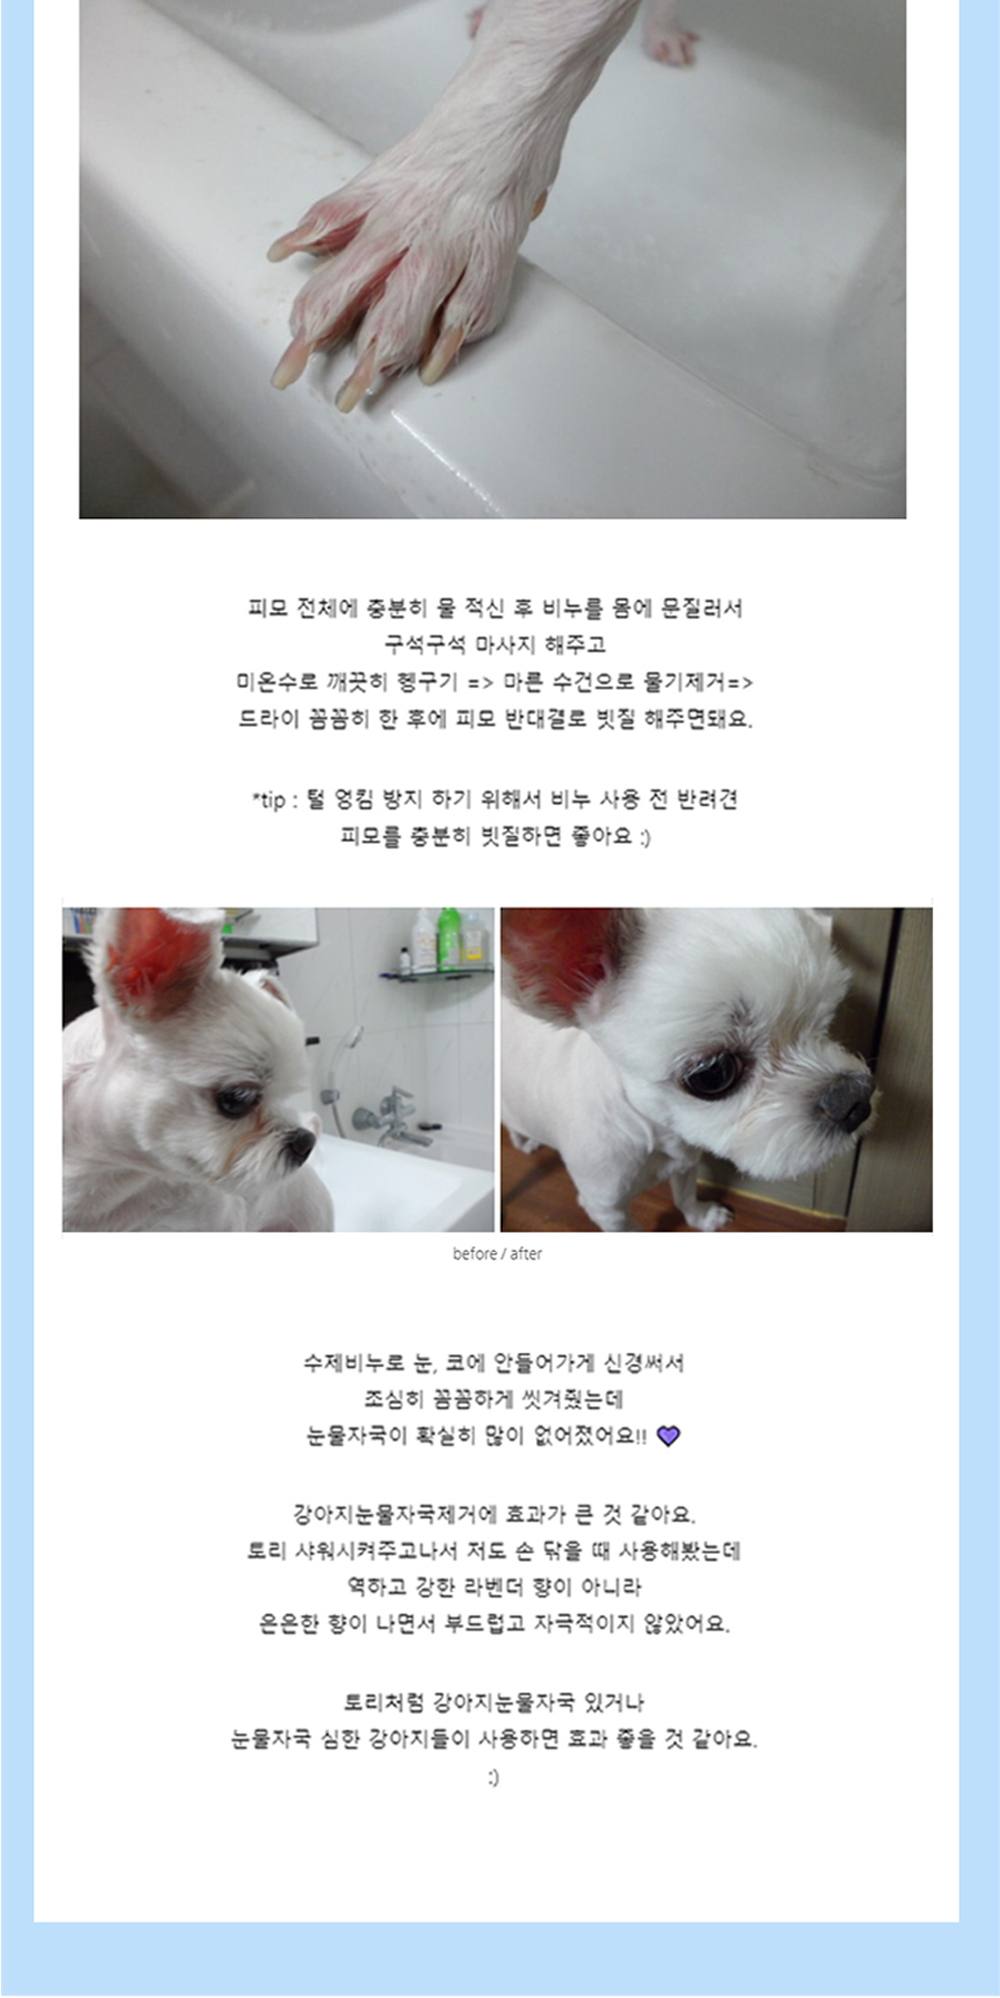 피모 전체에 충분히 물 적신 후 비누를 몸에 문질러서
구석구석 마사지 해주고
미온수로 깨끗히 헹구기 => 마른 수건으로 물기제거=>
드라이 꼼꼼히 한 후에 피모 반대결로 빗질 해주면돼요.
*tip : 털 엉킴 방지 하기 위해서 비누 사용 전 반려견
피모를 충분히 빗질하면 좋아요 :)
before / after
수제비누로 눈, 코에 안들어가게 신경써서
조심히 꼼꼼하게 씻겨줬는데
눈물자국이 확실히 많이 없어졌어요!! 💜
강아지눈물자국제거에 효과가 큰 것 같아요.
토리 샤워시켜주고나서 저도 손 닦을 때 사용해봤는데
역하고 강한 라벤더 향이 아니라
은은한 향이 나면서 부드럽고 자극적이지 않았어요.
토리처럼 강아지눈물자국 있거나
눈물자국 심한 강아지들이 사용하면 효과 좋을 것 같아요.
:)